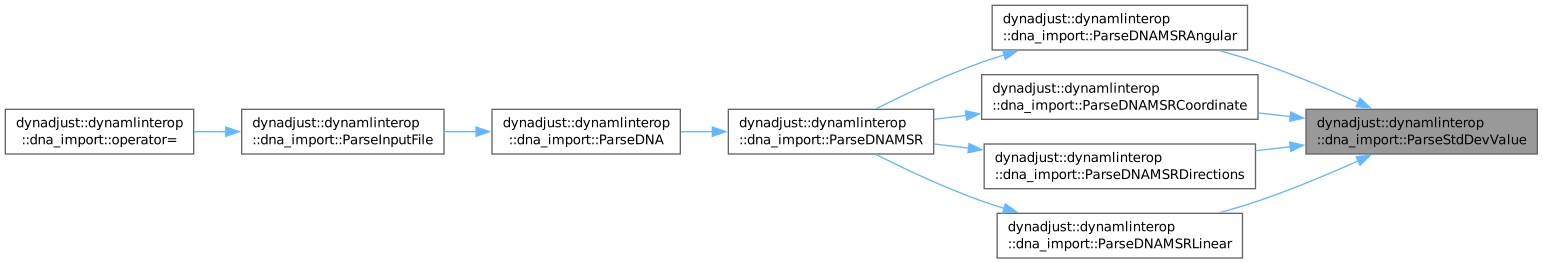 dynadjust::dynamlinterop
::dna_import::operator=
dynadjust::dynamlinterop
::dna_import::ParseInputFile
dynadjust::dynamlinterop
::dna_import::ParseDNA
dynadjust::dynamlinterop
::dna_import::ParseDNAMSR
dynadjust::dynamlinterop
::dna_import::ParseDNAMSRAngular
dynadjust::dynamlinterop
::dna_import::ParseDNAMSRCoordinate
dynadjust::dynamlinterop
::dna_import::ParseDNAMSRDirections
dynadjust::dynamlinterop
::dna_import::ParseDNAMSRLinear
dynadjust::dynamlinterop
::dna_import::ParseStdDevValue